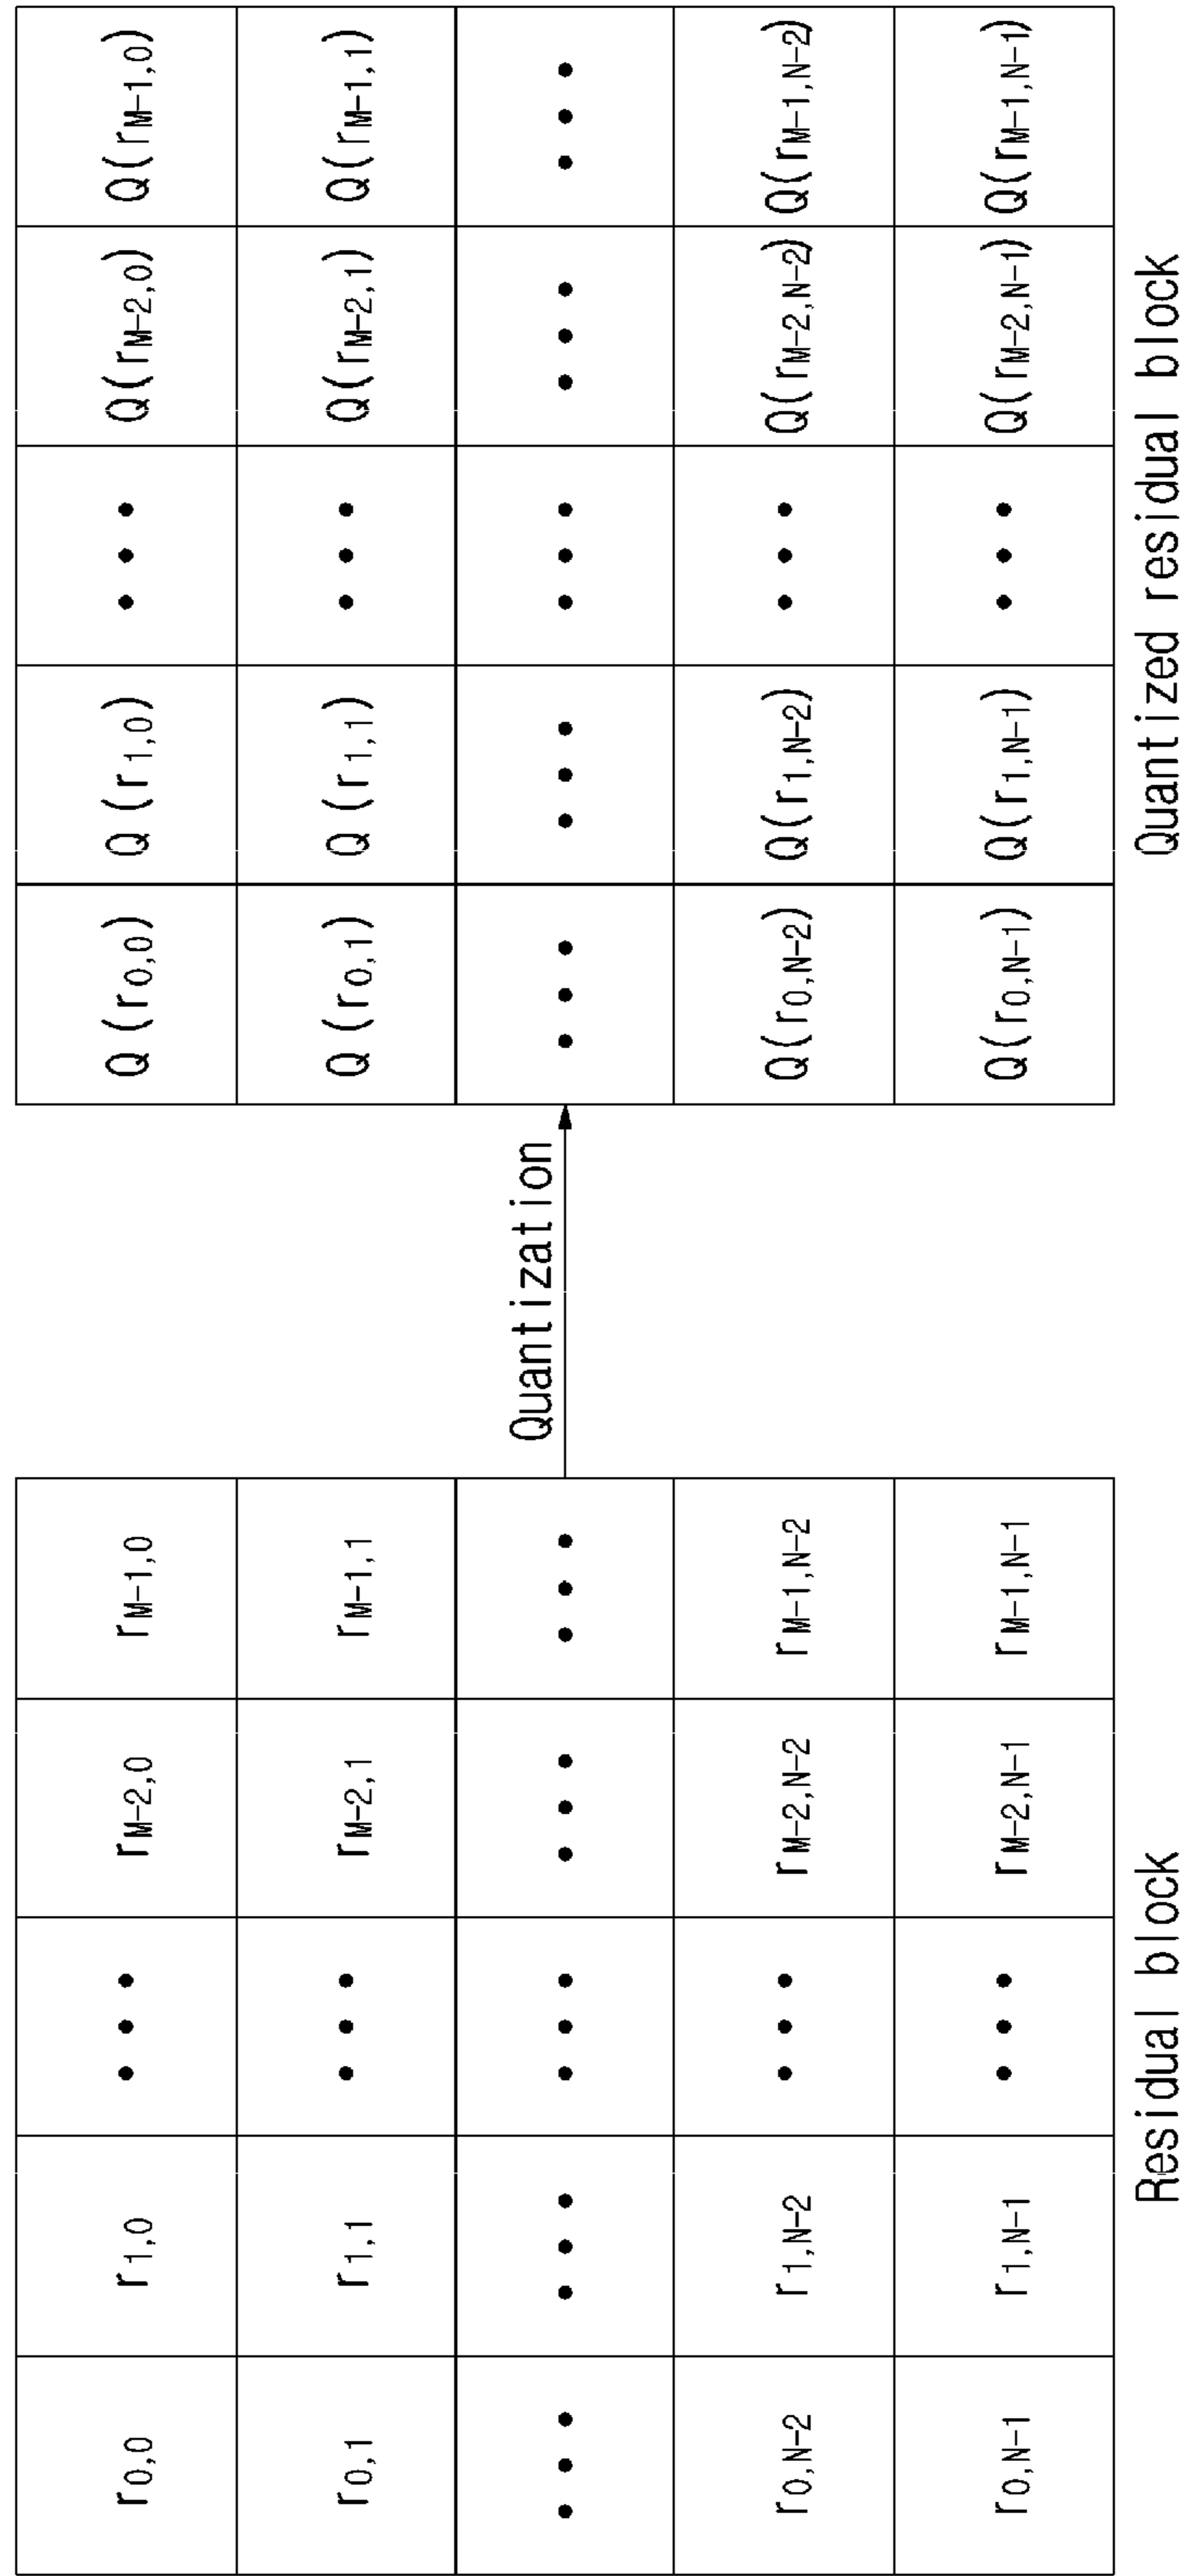 r0,0 r1,0 • • • rM-2,0 rM-1,0
r0,1 r1,1 • • • rM-2,1 rM-1,1
• • • • • • • • • • • • • • •
r0,N-2 r1,N-2 • • • rM-2,N-2 rM-1,N-2
r0,N-1 r1,N-1 • • • rM-2,N-1 rM-1,N-1
Residual block
Quantization
Q(r0,0) Q(r1,0) • • • Q(rM-2,0) Q(rM-1,0)
Q(r0,1) Q(r1,1) • • • Q(rM-2,1) Q(rM-1,1)
• • • • • • • • • • • • • • •
Q(r0,N-2) Q(r1,N-2) • • • Q(rM-2,N-2) Q(rM-1,N-2)
Q(r0,N-1) Q(r1,N-1) • • • Q(rM-2,N-1) Q(rM-1,N-1)
Quantized residual block